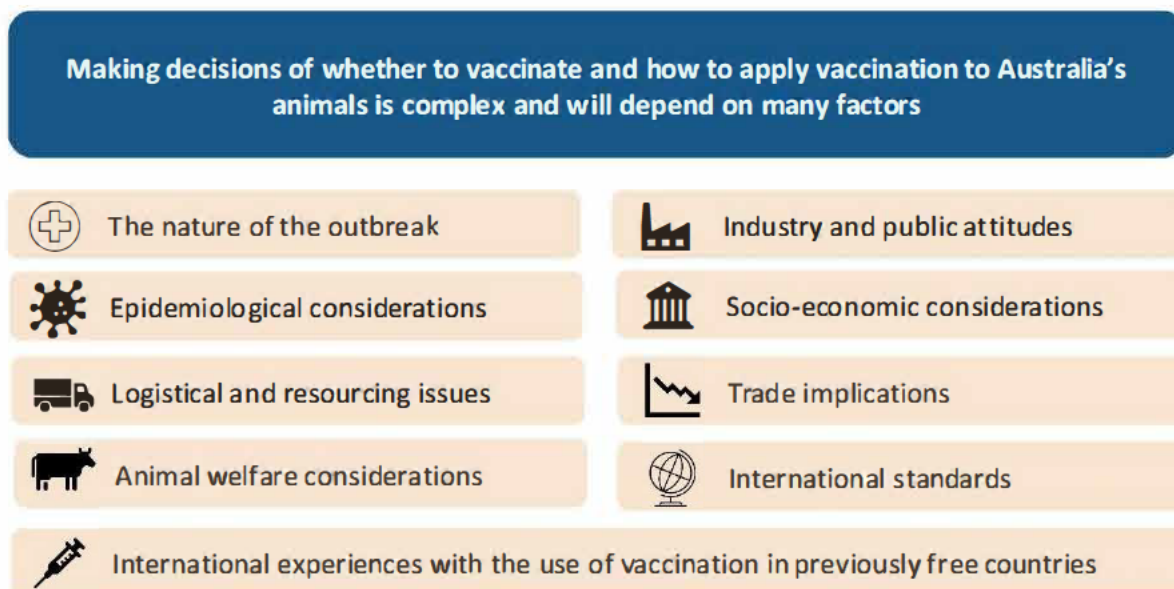 Making decisions of whether to vaccinate and how to apply vaccination to Australia's
animals is complex and will depend on many factors
The nature of the outbreak
Industry and public attitudes
Epidemiological considerations
Socio-economic considerations
Logistical and resourcing issues
Trade implications
Animal welfare considerations
International standards
International experiences with the use of vaccination in previously free countries